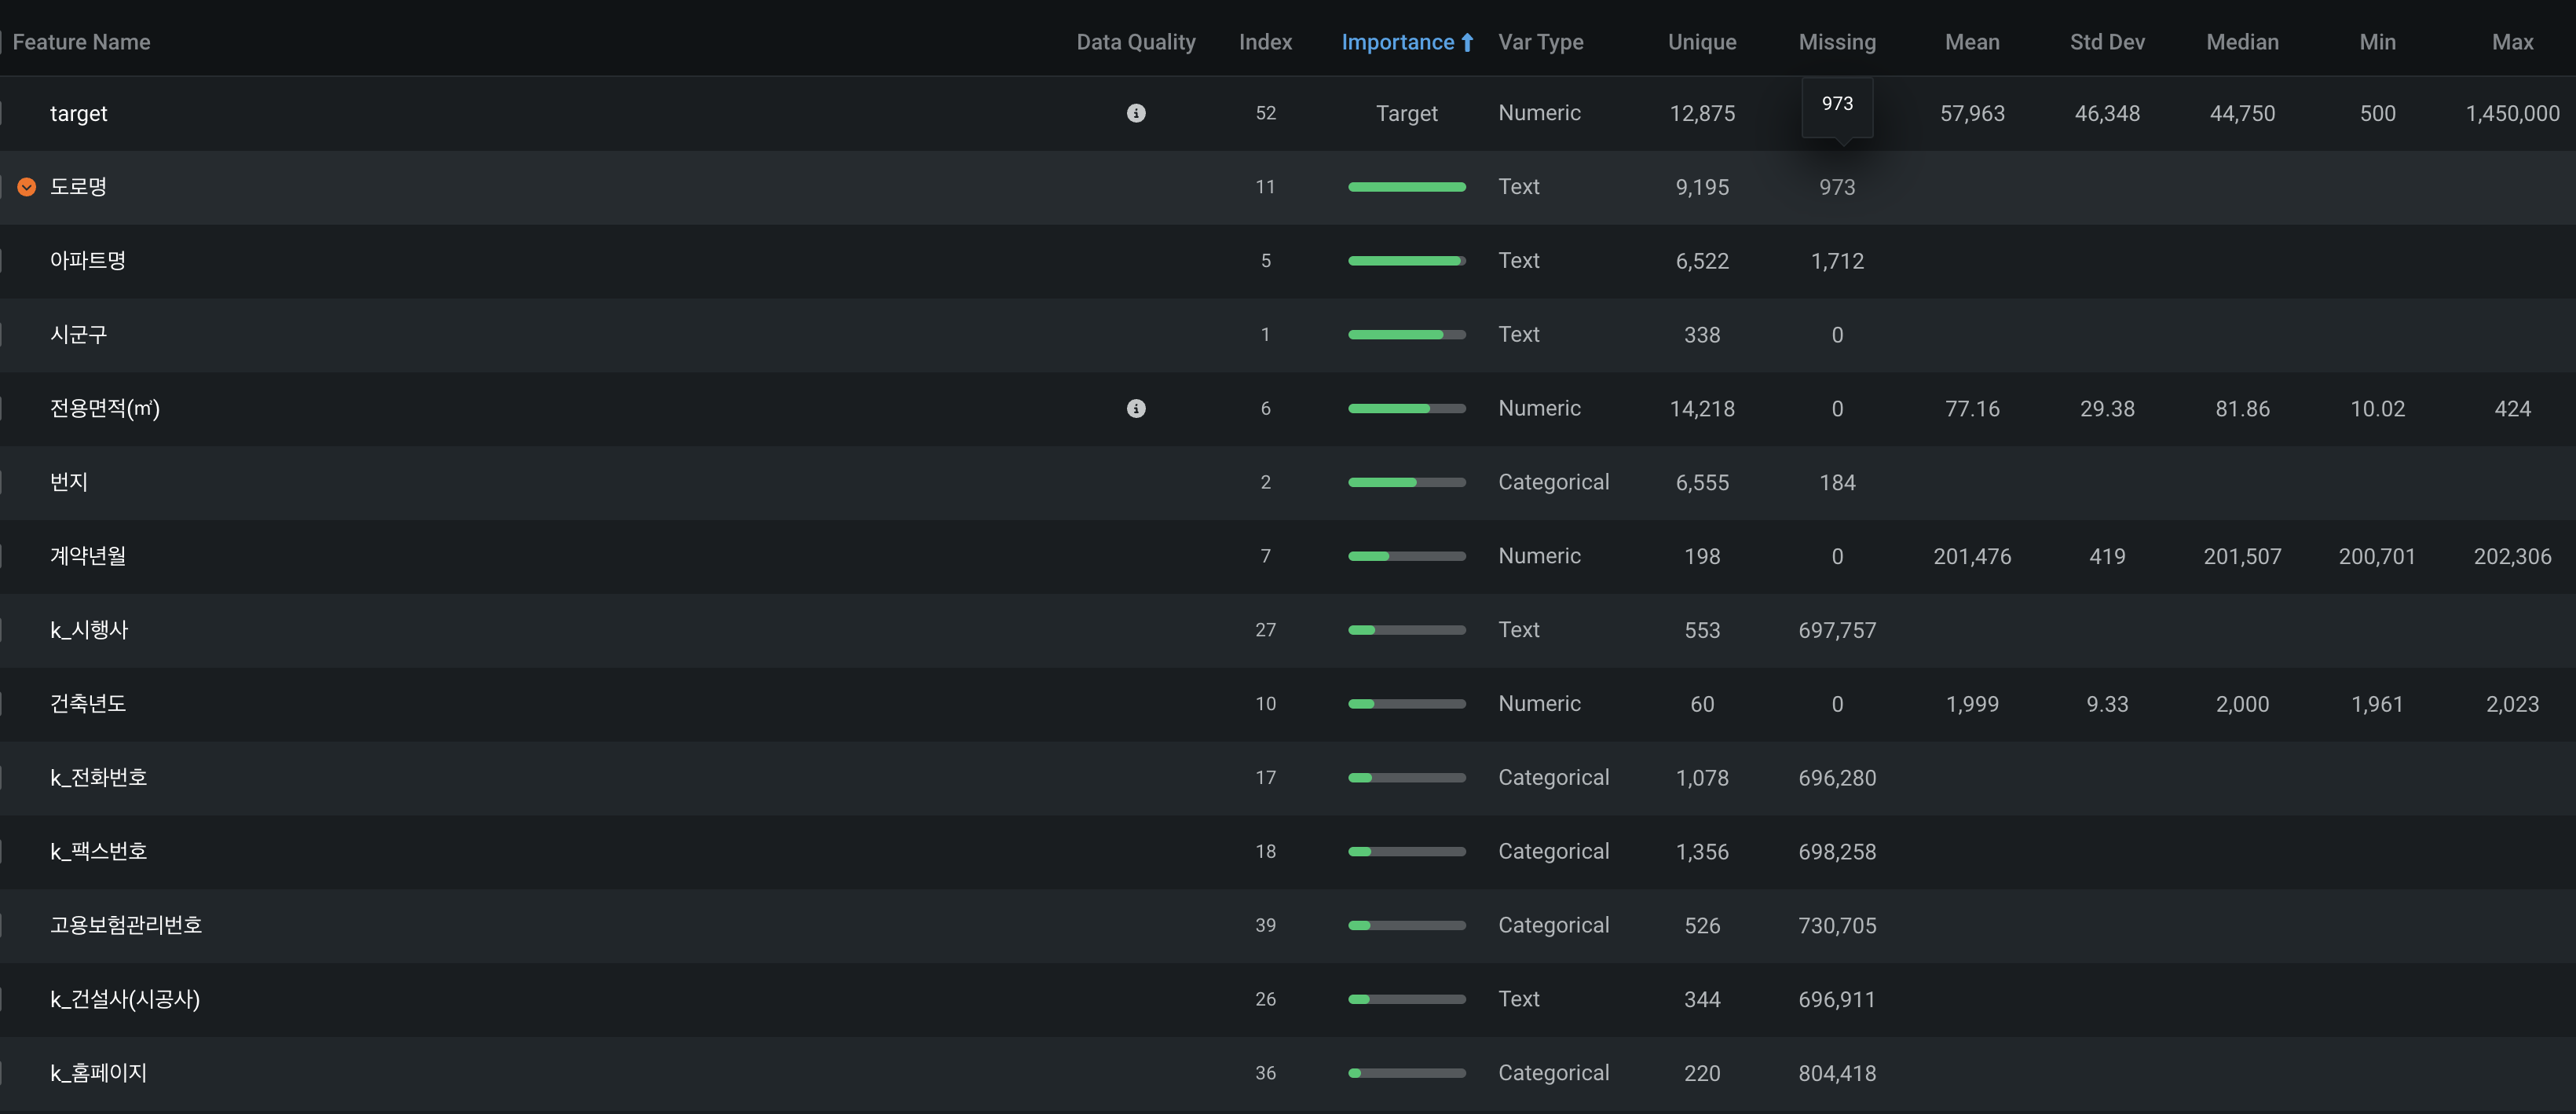 Feature Name Data Quality Index Importance Var Type Unique Missing Mean Std Dev Median Min Max
973
target 52 Target Numeric 12,875 57,963 46,348 44,750 500 1,450,000
도로명 11 Text 9,195 973
아파트명 5 Text 6,522 1,712
시군구 1 Text 338 0
전용면적(㎡) 6 Numeric 14,218 0 77.16 29.38 81.86 10.02 424
번지 2 Categorical 6,555 184
계약년월 7 Numeric 198 0 201,476 419 201,507 200,701 202,306
k_시행사 27 Text 553 697,757
건축년도 10 Numeric 60 0 1,999 9.33 2,000 1,961 2,023
k_전화번호 17 Categorical 1,078 696,280
k_팩스번호 18 Categorical 1,356 698,258
고용보험관리번호 39 Categorical 526 730,705
k_건설사(시공사) 26 Text 344 696,911
k_홈페이지 36 Categorical 220 804,418